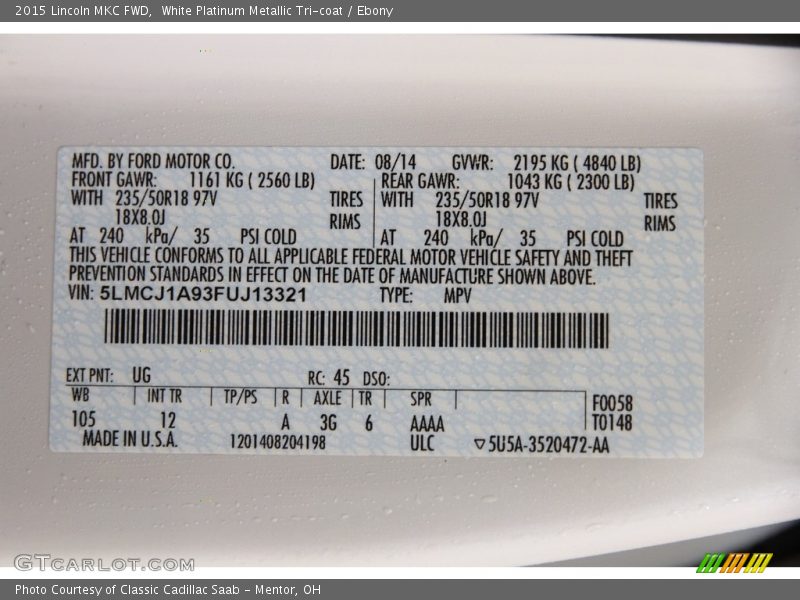 2015 Lincoln MKC FWD,  White Platinum Metallic Tri-coat / Ebony
MFD. BY FORD MOTOR CO. DATE: 08/14 GVWR: 2195 KG ( 4840 LB)
FRONT GAWR: 1161 KG ( 2560 LB) REAR GAWR: 1043 KG ( 2300 LB)
WITH 235/50R18 97V TIRES WITH 235/50R18 97V TIRES
18X8.0J RIMS 18X8.0J RIMS
AT 240 kPa/ 35 PSI COLD AT 240 kPa/ 35 PSI COLD
THIS VEHICLE CONFORMS TO ALL APPLICABLE FEDERAL MOTOR VEHICLE SAFETY AND THEFT
PREVENTION STANDARDS IN EFFECT ON THE DATE OF MANUFACTURE SHOWN ABOVE.
VIN: 5LMCJ1A93FUJ13321 TYPE: MPV
EXT PNT: UG RC: 45 DSO:
WB INT TR TP/PS R AXLE TR SPR F0058
105 12 A 3G 6 AAAA T0148
MADE IN U.S.A. 1201408204198 ULC ▽5U5A-3520472-AA
GTCARLOT.COM
Photo Courtesy of Classic Cadillac Saab - Mentor, OH